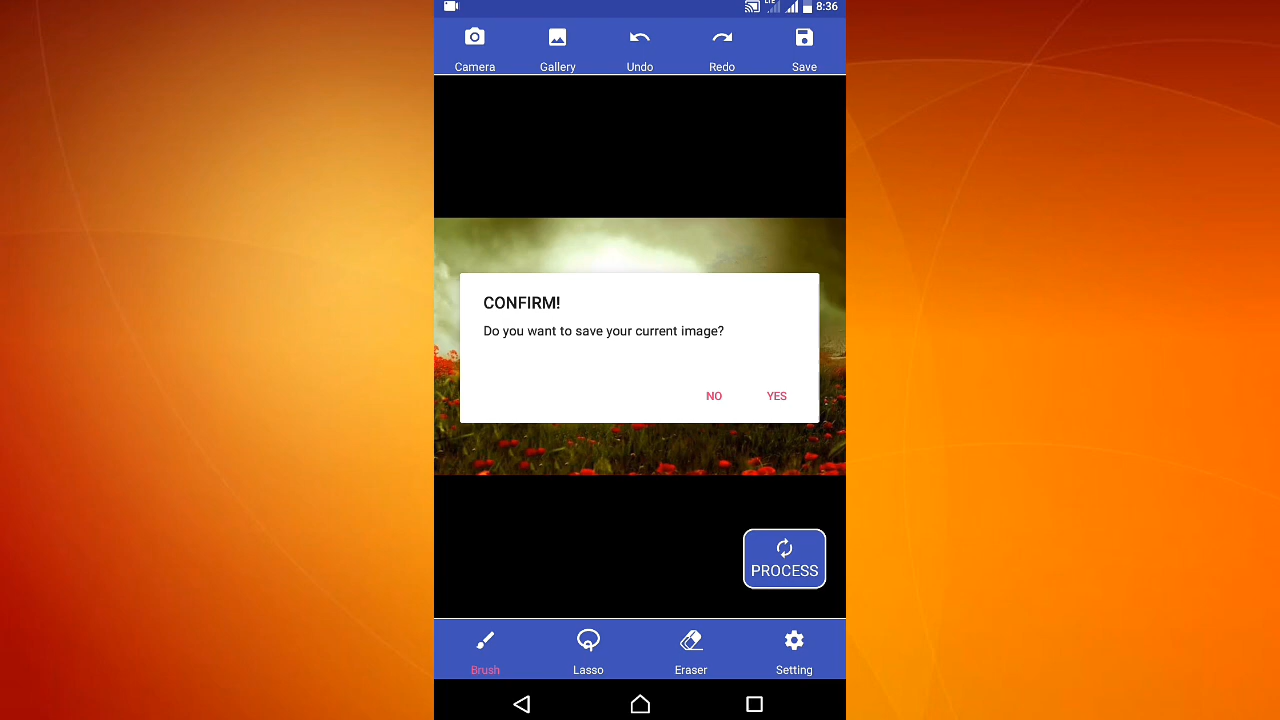 LTE 8:36
Camera Gallery Undo Redo Save
CONFIRM!
Do you want to save your current image?
NO YES
PROCESS
Brush Lasso Eraser Setting